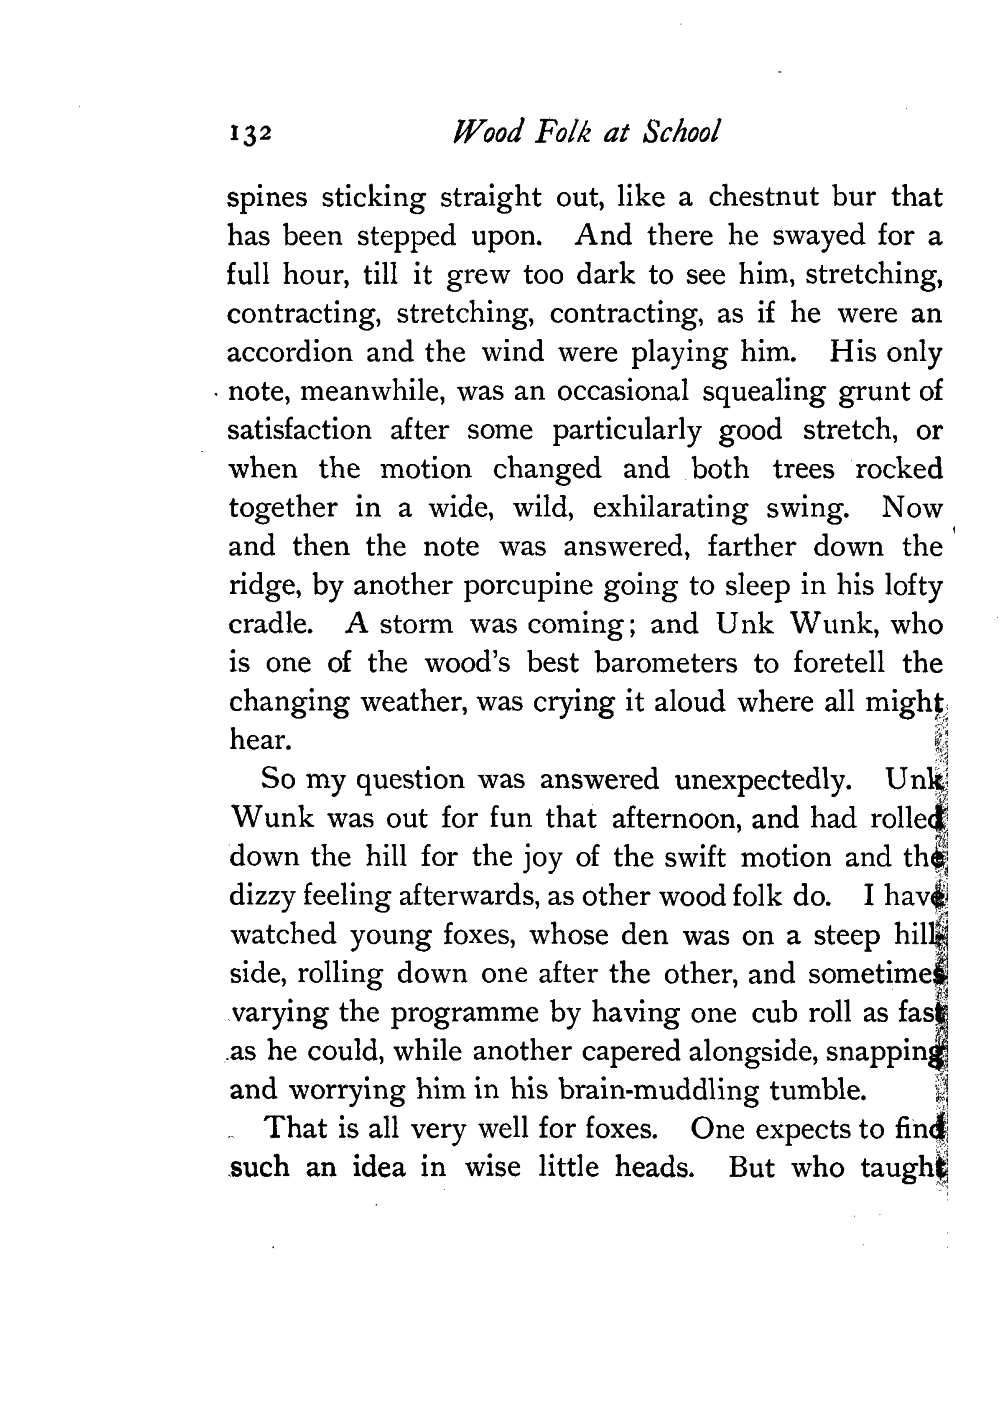 132 Wood Folk at School
spines sticking straight out, like a chestnut bur that
has been stepped upon. And there he swayed for a
full hour, till it grew too dark to see him, stretching,
contracting, stretching, contracting, as if he were an
accordion and the wind were playing him. His only
note, meanwhile, was an occasional squealing grunt of
satisfaction after some particularly good stretch, or
when the motion changed and both trees rocked
together in a wide, wild, exhilarating swing. Now
and then the note was answered, farther down the
ridge, by another porcupine going to sleep in his lofty
cradle. A storm was coming; and Unk Wunk, who
is one of the wood's best barometers to foretell the
changing weather, was crying it aloud where all might
hear.
So my question was answered unexpectedly. Unk
Wunk was out for fun that afternoon, and had rolled
down the hill for the joy of the swift motion and the
dizzy feeling afterwards, as other wood folk do. I have
watched young foxes, whose den was on a steep hill-
side, rolling down one after the other, and sometimes
varying the programme by having one cub roll as fast
as he could, while another capered alongside, snapping
and worrying him in his brain-muddling tumble.
That is all very well for foxes. One expects to find
such an idea in wise little heads. But who taught